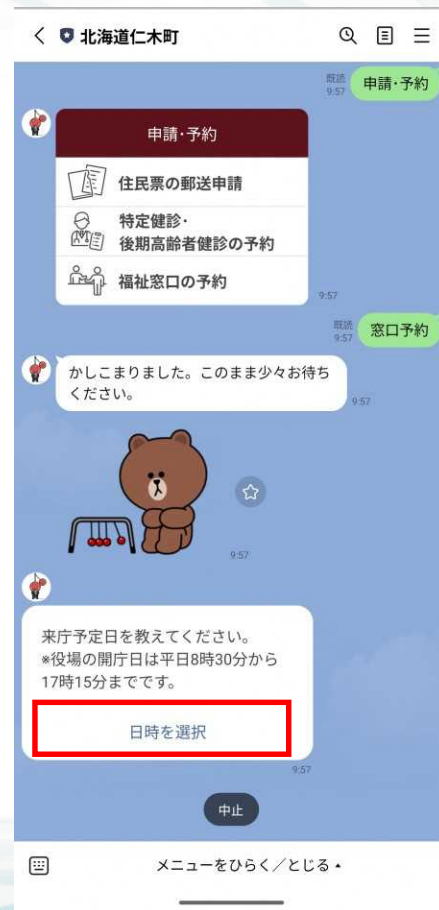 北海道仁木町
既読
9:57
申請・予約
申請・予約
住民票の郵送申請
特定健診・
後期高齢者健診の予約
福祉窓口の予約
9:57
既読
9:57
窓口予約
かしこまりました。このまま少々お待ち
ください。
9:57
9:57
来庁予定日を教えてください。
*役場の開庁日は平日8時30分から
17時15分までです。
日時を選択
9:57
中止
メニューをひらく／とじる